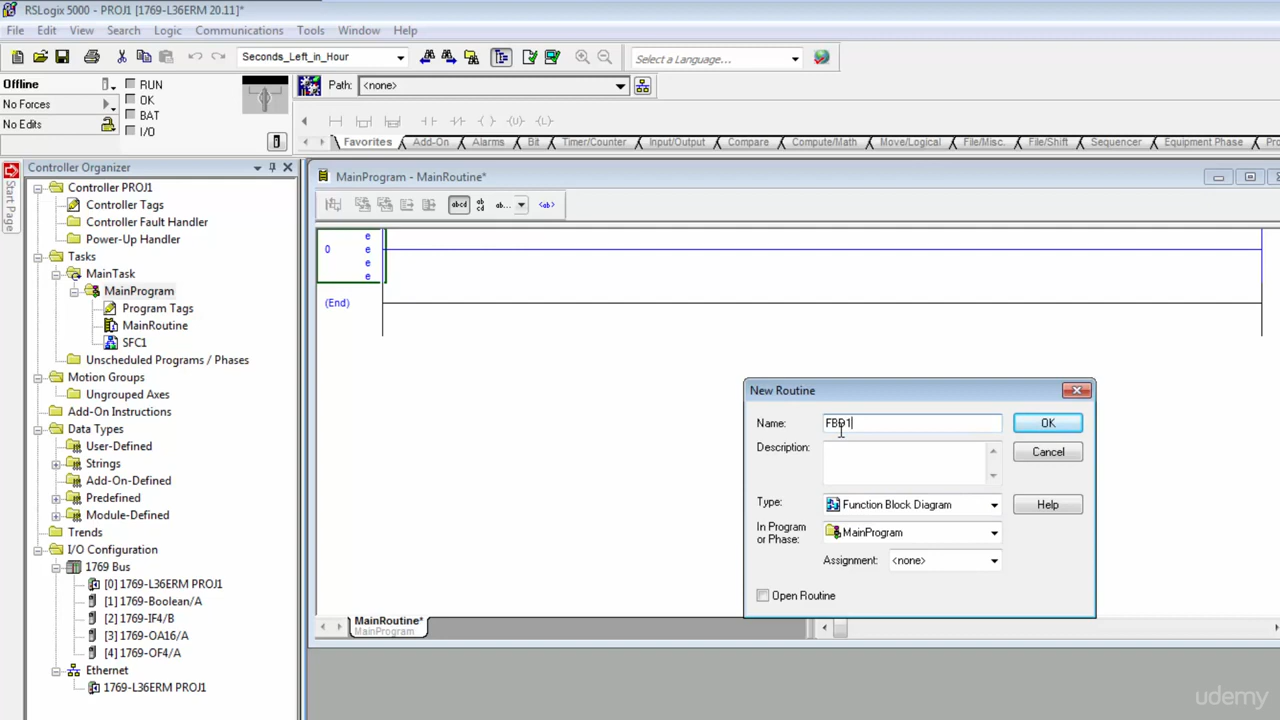 RSLogix 5000 - PROJ1 [1769-L36ERM 20.11]*
File Edit View Search Logic Communications Tools Window Help
Seconds_Left_in_Hour
Select a Language...
Offline
RUN
Path: <none>
No Forces
OK
No Edits
BAT
I/O
Favorites Add-On Alarms Bit Timer/Counter Input/Output Compare Compute/Math Move/Logical File/Misc. File/Shift Sequencer Equipment Phase
Start Page
Controller Organizer
Controller PROJ1
Controller Tags
Controller Fault Handler
Power-Up Handler
Tasks
MainTask
MainProgram
Program Tags
MainRoutine
SFC1
Unscheduled Programs / Phases
Motion Groups
Ungrouped Axes
Add-On Instructions
Data Types
User-Defined
Strings
Add-On-Defined
Predefined
Module-Defined
Trends
I/O Configuration
1769 Bus
[0] 1769-L36ERM PROJ1
[1] 1769-Boolean/A
[2] 1769-IF4/B
[3] 1769-OA16/A
[4] 1769-OF4/A
Ethernet
1769-L36ERM PROJ1
MainProgram - MainRoutine*
abcd ab cd ab... <ab>
e
0 e
e
e
(End)
New Routine
Name: FBD1 OK
Description: Cancel
Type: Function Block Diagram Help
In Program
or Phase: MainProgram
Assignment: <none>
Open Routine
MainRoutine*
MainProgram
udemy